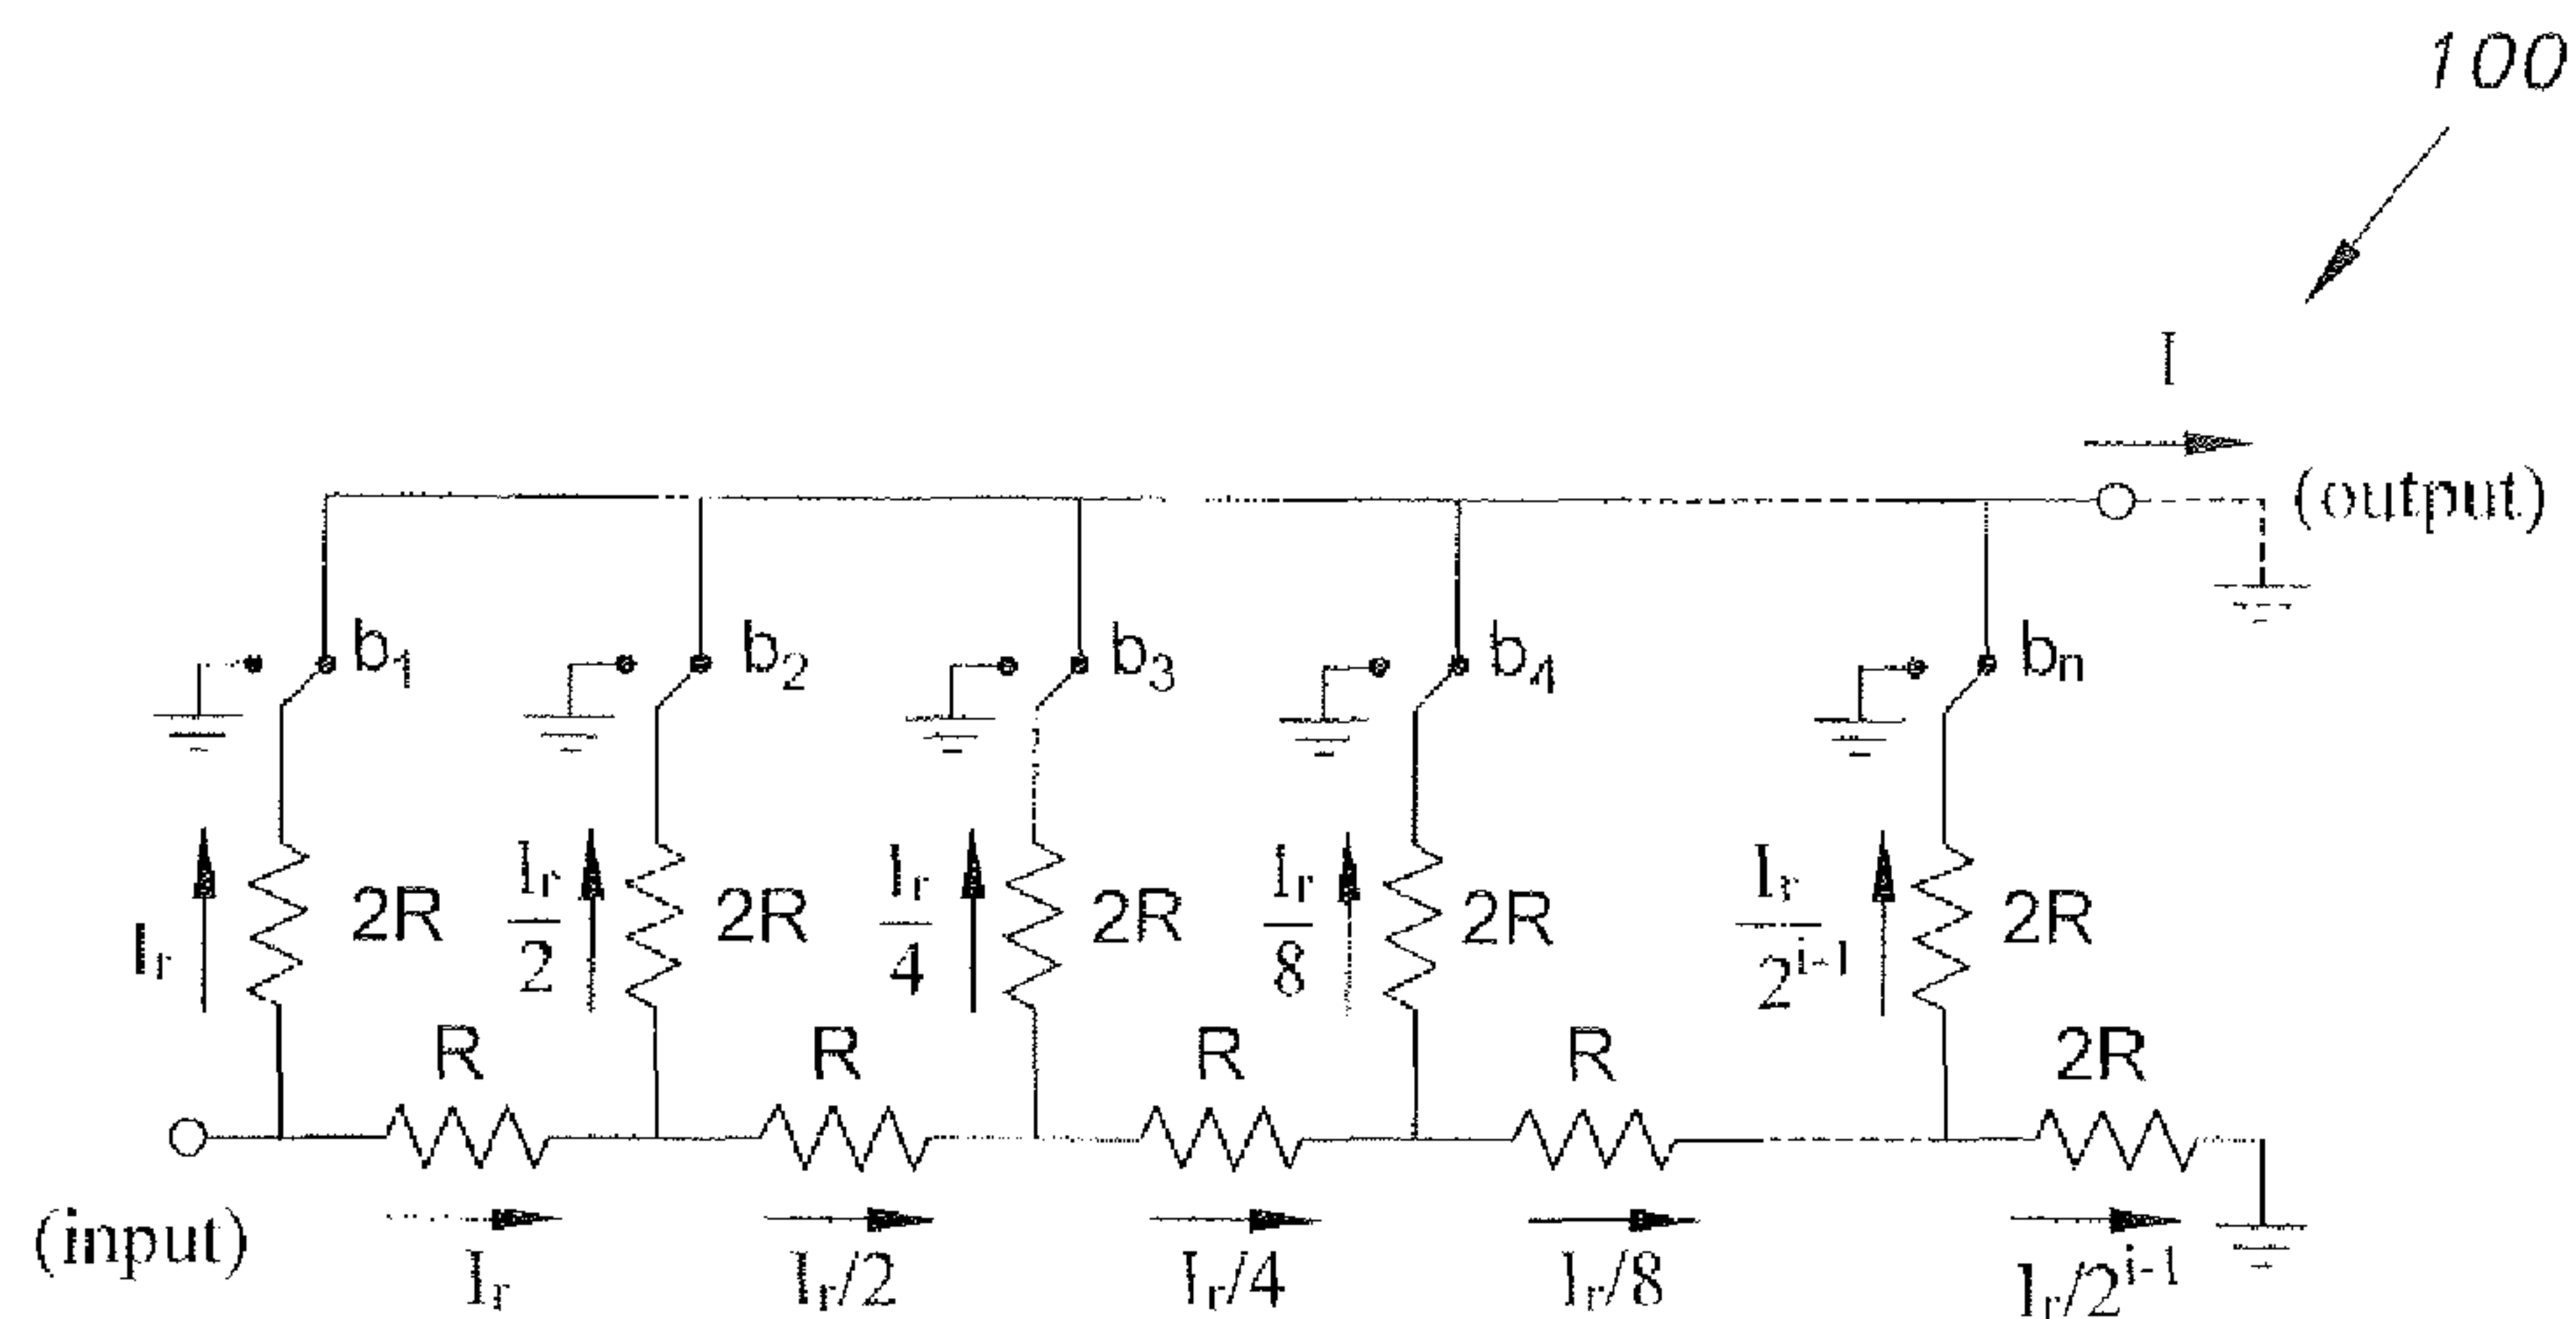 100
I
(output)
b₁ b₂ b₃ b₄ bₙ
Iᵣ 2R Iᵣ/2 2R Iᵣ/4 2R Iᵣ/8 2R Iᵣ/2ⁱ⁻¹ 2R
R R R R 2R
(input)
Iᵣ Iᵣ/2 Iᵣ/4 Iᵣ/8 Iᵣ/2ⁱ⁻¹